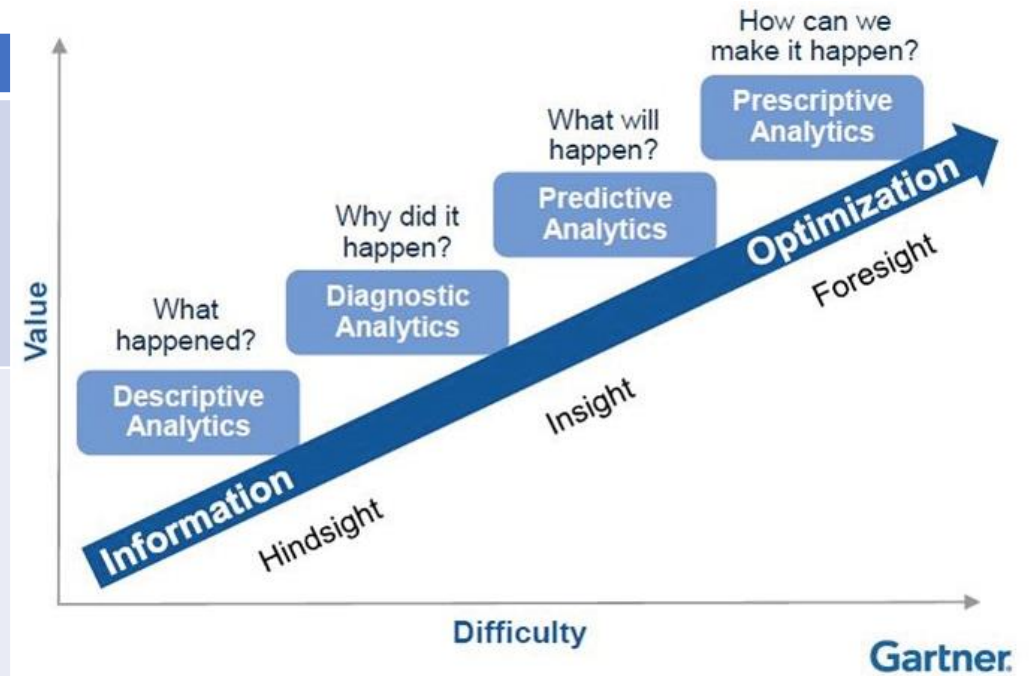 How can we
make it happen?
Prescriptive
Analytics
What will
happen?
Predictive
Analytics
Why did it
happen?
Diagnostic
Analytics
What
happened?
Descriptive
Analytics
Value
Information
Optimization
Hindsight
Insight
Foresight
Difficulty
Gartner.